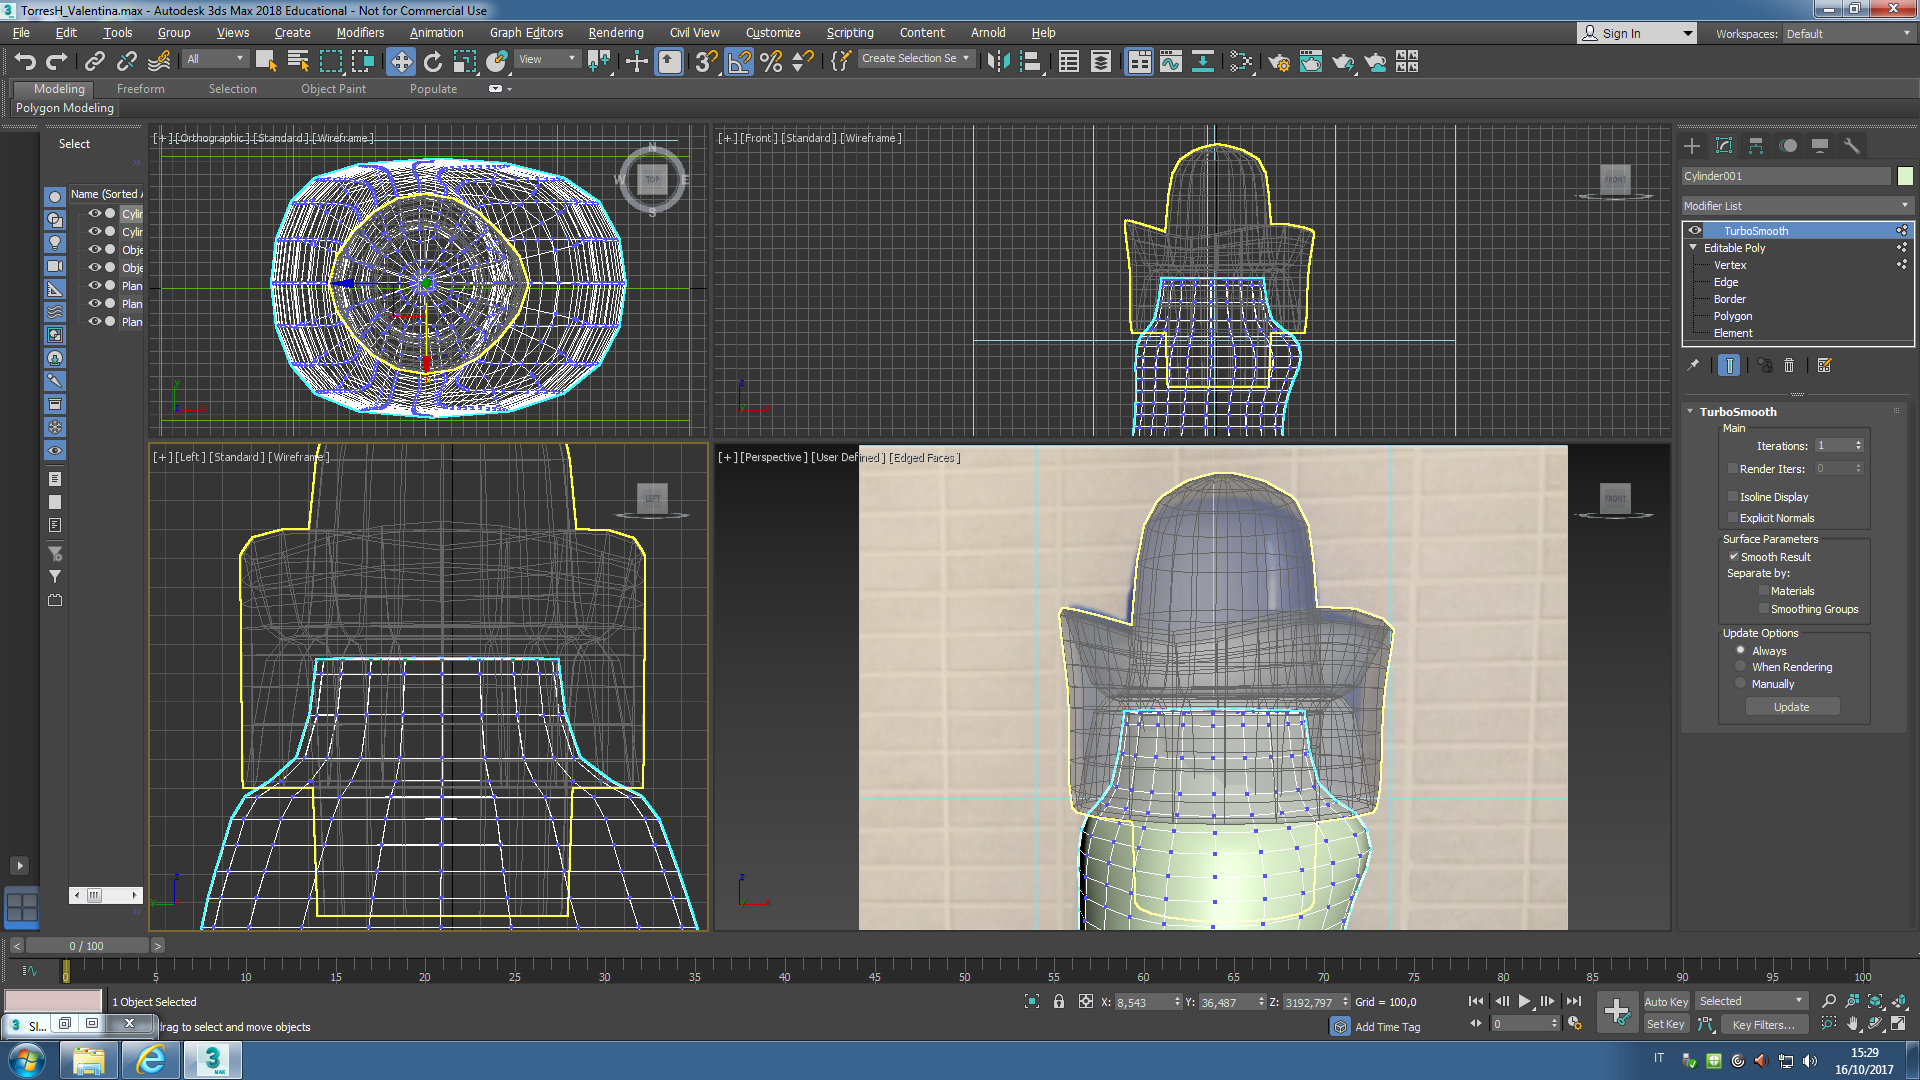 TorresH_Valentina.max - Autodesk 3ds Max 2018 Educational - Not for Commercial Use
File Edit Tools Group Views Create Modifiers Animation Graph Editors Rendering Civil View Customize Scripting Content Arnold Help
Sign In
Workspaces: Default
All
View
Create Selection Se
Modeling Freeform Selection Object Paint Populate
Polygon Modeling
Select
Name (Sorted A
Cylin
Cylin
Obje
Obje
Plan
Plan
Plan
[+] [Orthographic] [Standard] [Wireframe]
N
W TOP E
S
[+] [Front] [Standard] [Wireframe]
FRONT
[+] [Left] [Standard] [Wireframe]
LEFT
[+] [Perspective] [User Defined] [Edged Faces]
FRONT
Cylinder001
Modifier List
TurboSmooth
Editable Poly
Vertex
Edge
Border
Polygon
Element
TurboSmooth
Main
Iterations: 1
Render Iters: 0
Isoline Display
Explicit Normals
Surface Parameters
Smooth Result
Separate by:
Materials
Smoothing Groups
Update Options
Always
When Rendering
Manually
Update
< 0 / 100 >
0 5 10 15 20 25 30 35 40 45 50 55 60 65 70 75 80 85 90 95 100
1 Object Selected
X: 8,543 Y: 36,487 Z: 3192,797 Grid = 100,0
Auto Key Selected
3 Sl...
drag to select and move objects
Add Time Tag
0
Set Key Key Filters...
3
MAX
IT
15:29
16/10/2017